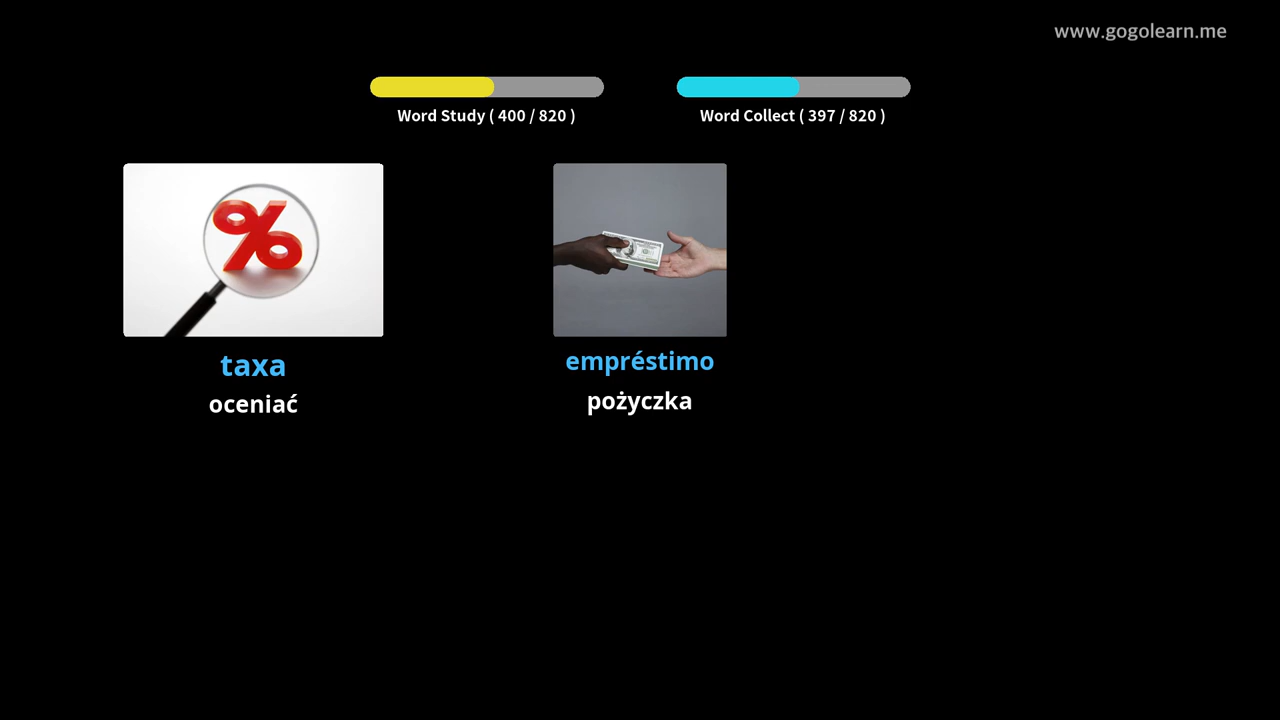 www.gogolearn.me
Word Study ( 400 / 820 )
Word Collect ( 397 / 820 )
%
taxa
oceniać
empréstimo
pożyczka